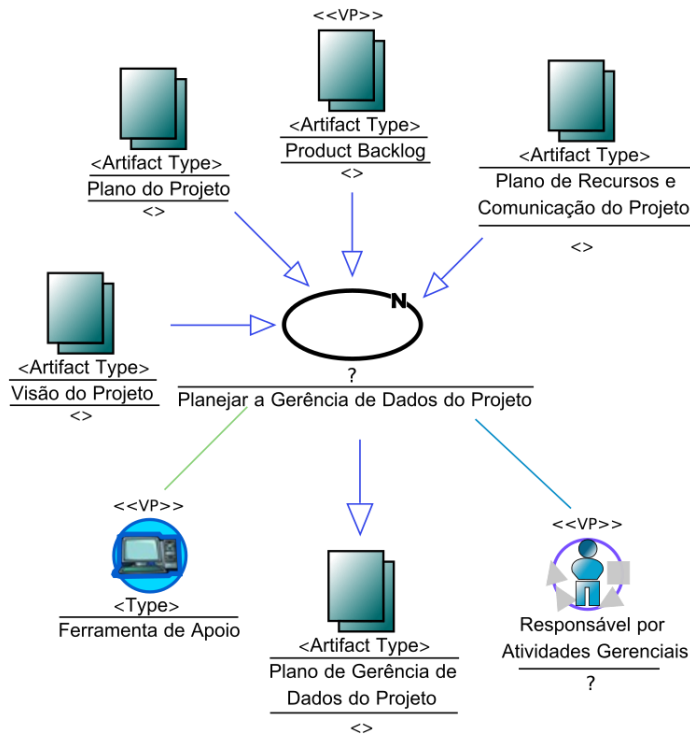 <<VP>>
<Artifact Type>
Product Backlog
<>
<Artifact Type>
Plano do Projeto
<>
<Artifact Type>
Plano de Recursos e
Comunicação do Projeto
<>
<Artifact Type>
Visão do Projeto
<>
N
?
Planejar a Gerência de Dados do Projeto
<<VP>>
<Type>
Ferramenta de Apoio
<Artifact Type>
Plano de Gerência de
Dados do Projeto
<>
<<VP>>
Responsável por
Atividades Gerenciais
?